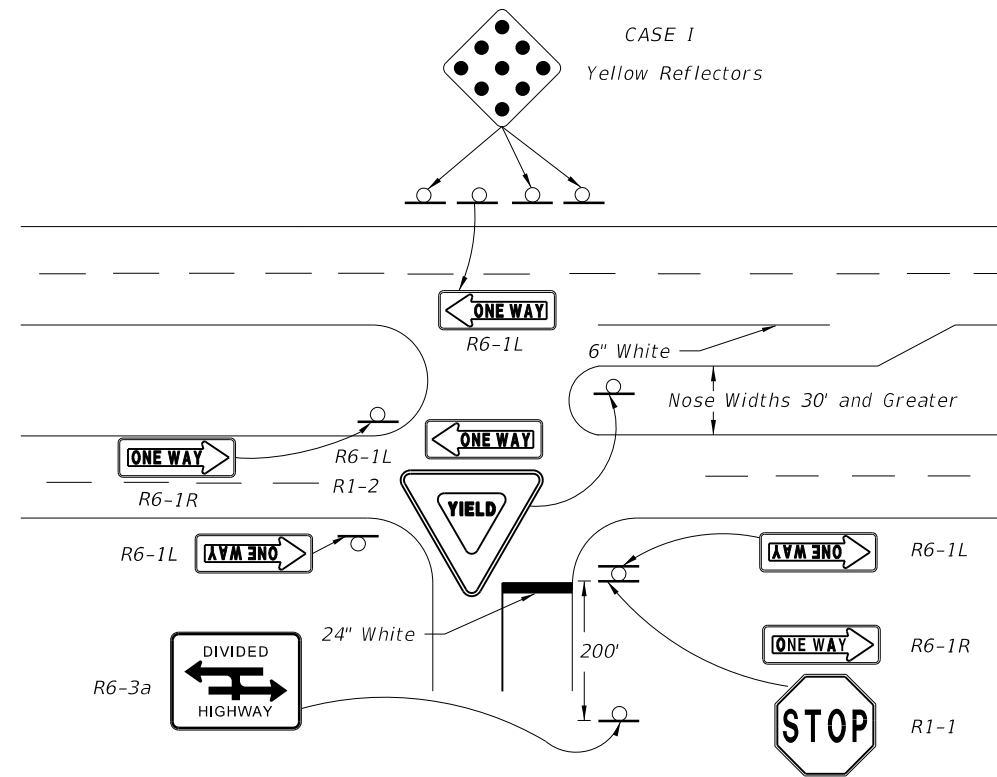 CASE I
Yellow Reflectors
ONE WAY
R6-1L
6" White
Nose Widths 30' and Greater
ONE WAY
R6-1L
ONE WAY
R6-1R
R1-2
YIELD
R6-1L
ONE WAY
ONE WAY
R6-1L
24" White
200'
ONE WAY
R6-1R
R6-3a
DIVIDED
HIGHWAY
STOP
R1-1